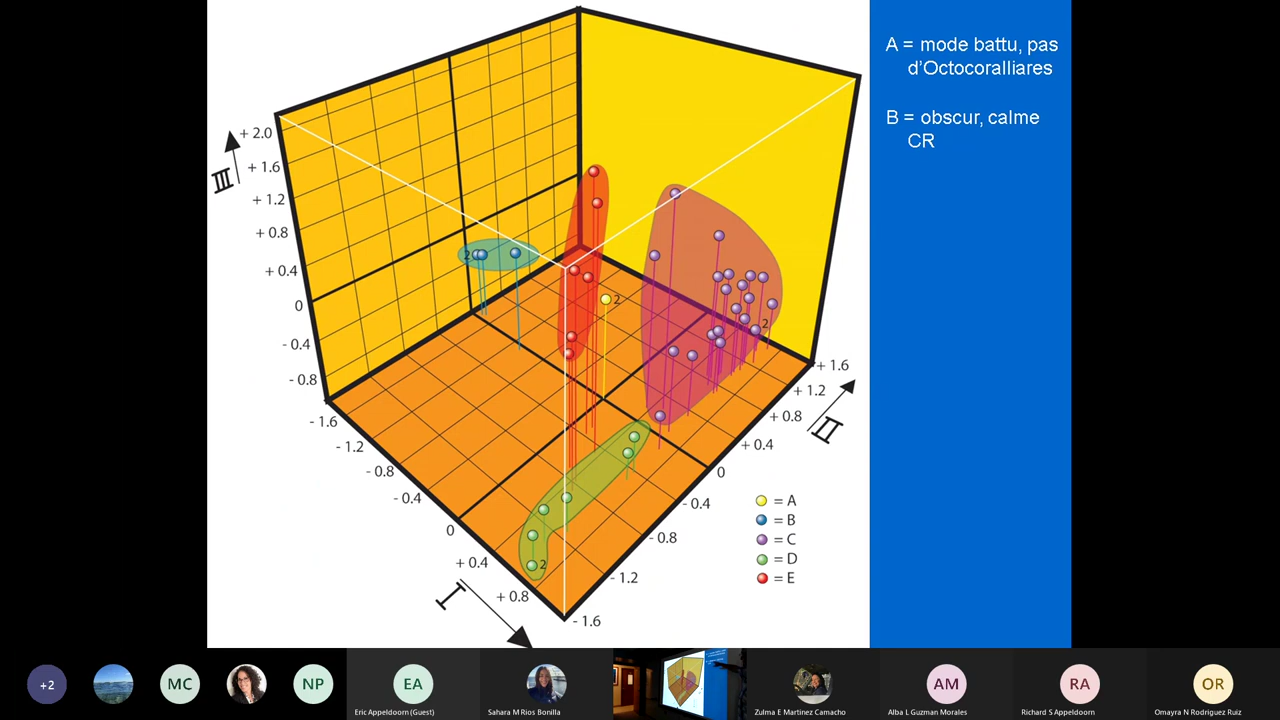 A = mode battu, pas
d'Octocoralliares
B = obscur, calme
CR
III
+ 2.0
+ 1.6
+ 1.2
+ 0.8
+ 0.4
0
- 0.4
- 0.8
- 1.6
- 1.2
- 0.8
- 0.4
0
+ 0.4
+ 0.8
I
+ 1.6
+ 1.2
+ 0.8
+ 0.4
0
- 0.4
- 0.8
- 1.2
- 1.6
II
2
2
2
2
= A
= B
= C
= D
= E
+2
MC
NP
EA
AM
RA
OR
Eric Appeldoorn (Guest)
Sahara M Rios Bonilla
Zulma E Martinez Camacho
Alba L Guzman Morales
Richard S Appeldoorn
Omayra N Rodriguez Ruiz